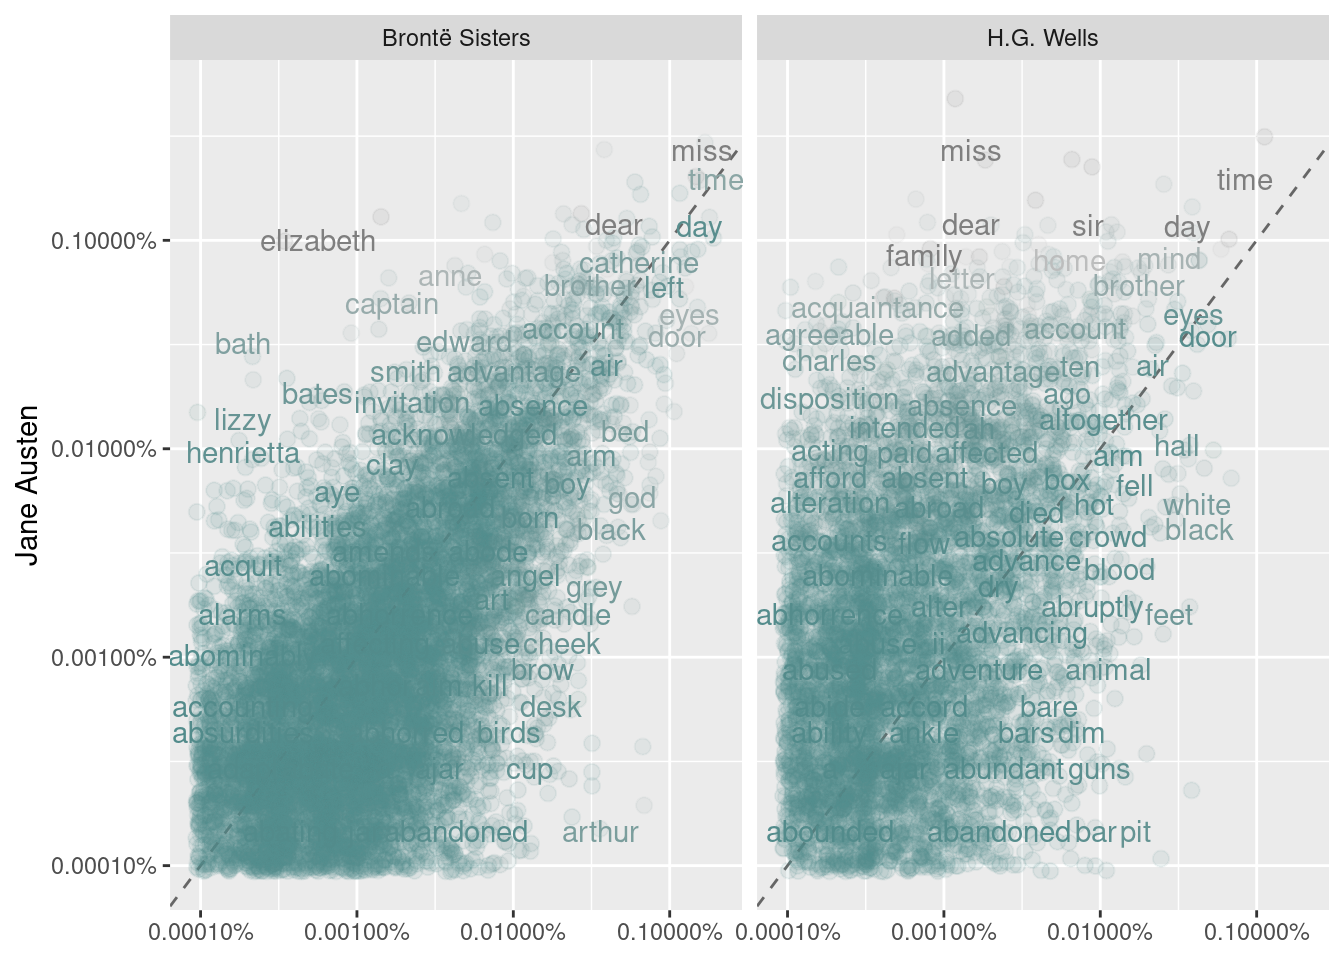 Brontë Sisters
H.G. Wells
Jane Austen
0.10000%
0.01000%
0.00100%
0.00010%
miss
time
dear
day
elizabeth
catherine
anne
brother
left
captain
eyes
account
door
bath
edward
smith
advantage
air
bates
invitation
absence
lizzy
acknowledged
bed
henrietta
clay
arm
aye
boy
god
abilities
born
black
acquit
angel
grey
alarms
art
candle
cheek
brow
kill
desk
birds
ajar
cup
abandoned
arthur
miss
time
dear
sir
day
family
home
mind
letter
brother
acquaintance
eyes
agreeable
added
account
door
charles
advantage
ten
air
disposition
absence
ago
altogether
intended
ah
hall
acting
paid
affected
arm
afford
absent
boy
box
fell
alteration
abroad
died
hot
white
accounts
flow
absolute
crowd
black
abominable
advance
blood
dry
abhorrence
alter
abruptly
feet
advancing
abused
adventure
animal
abide
accord
bare
ability
ankle
bars
dim
abundant
guns
abounded
abandoned
bar
pit
0.00010%
0.00100%
0.01000%
0.10000%
0.00010%
0.00100%
0.01000%
0.10000%